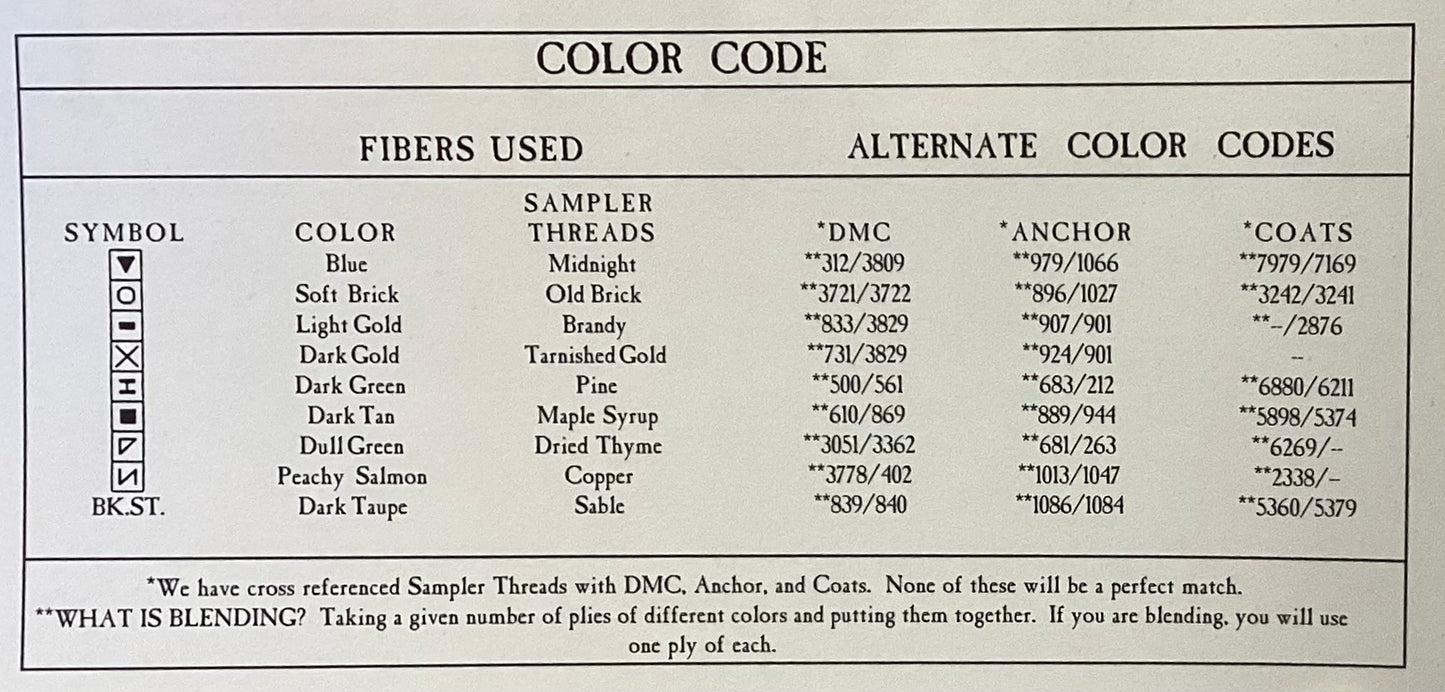 COLOR CODE
FIBERS USED ALTERNATE COLOR CODES
SAMPLER
SYMBOL COLOR THREADS *DMC *ANCHOR *COATS
Blue Midnight **312/3809 **979/1066 **7979/7169
Soft Brick Old Brick **3721/3722 **896/1027 **3242/3241
Light Gold Brandy **833/3829 **907/901 **--/2876
Dark Gold Tarnished Gold **731/3829 **924/901 --
Dark Green Pine **500/561 **683/212 **6880/6211
Dark Tan Maple Syrup **610/869 **889/944 **5898/5374
Dull Green Dried Thyme **3051/3362 **681/263 **6269/--
Peachy Salmon Copper **3778/402 **1013/1047 **2338/--
BK.ST. Dark Taupe Sable **839/840 **1086/1084 **5360/5379
*We have cross referenced Sampler Threads with DMC, Anchor, and Coats. None of these will be a perfect match.
**WHAT IS BLENDING? Taking a given number of plies of different colors and putting them together. If you are blending, you will use
one ply of each.